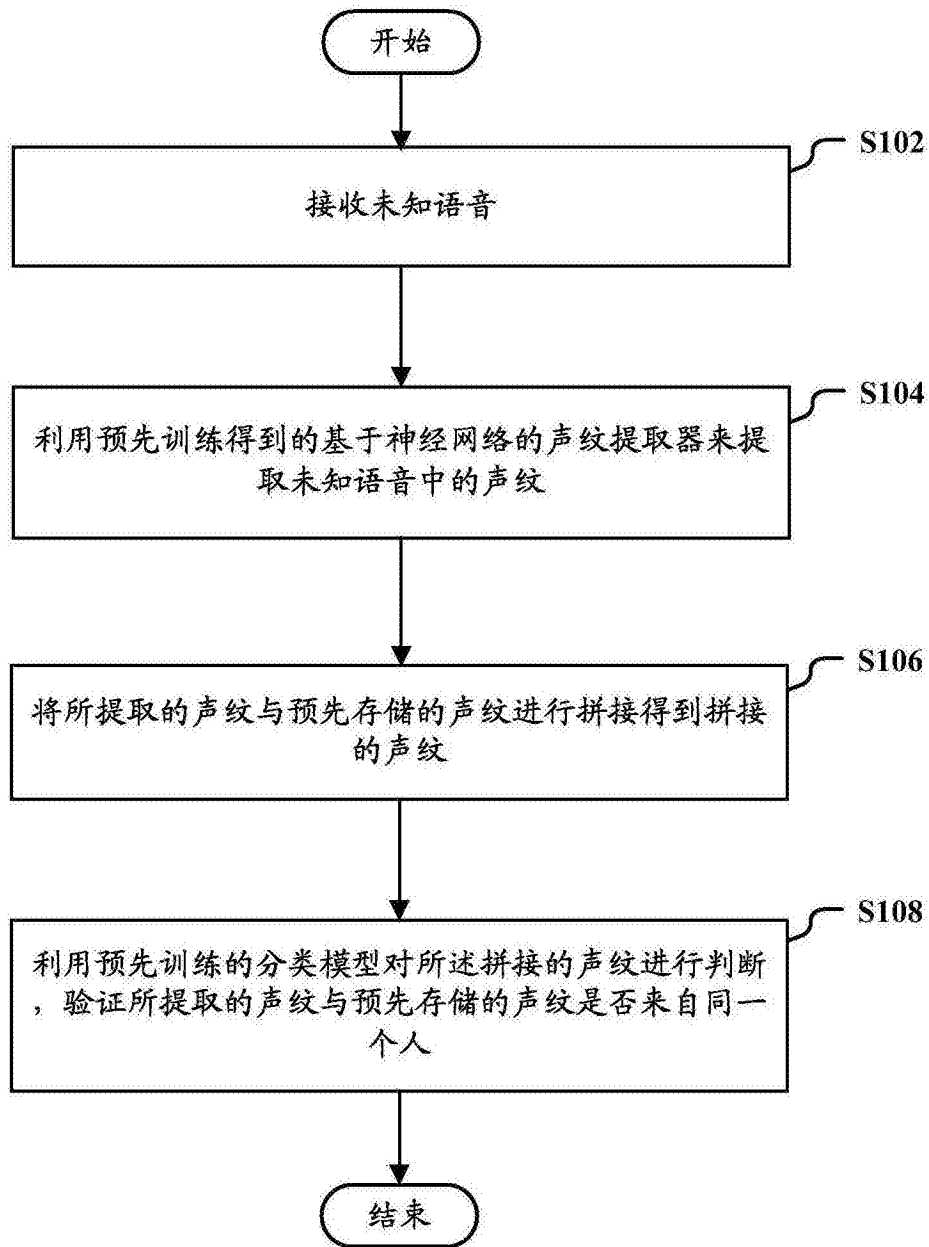 开始
S102
接收未知语音
S104
利用预先训练得到的基于神经网络的声纹提取器来提
取未知语音中的声纹
S106
将所提取的声纹与预先存储的声纹进行拼接得到拼接
的声纹
S108
利用预先训练的分类模型对所述拼接的声纹进行判断
，验证所提取的声纹与预先存储的声纹是否来自同一
个人
结束